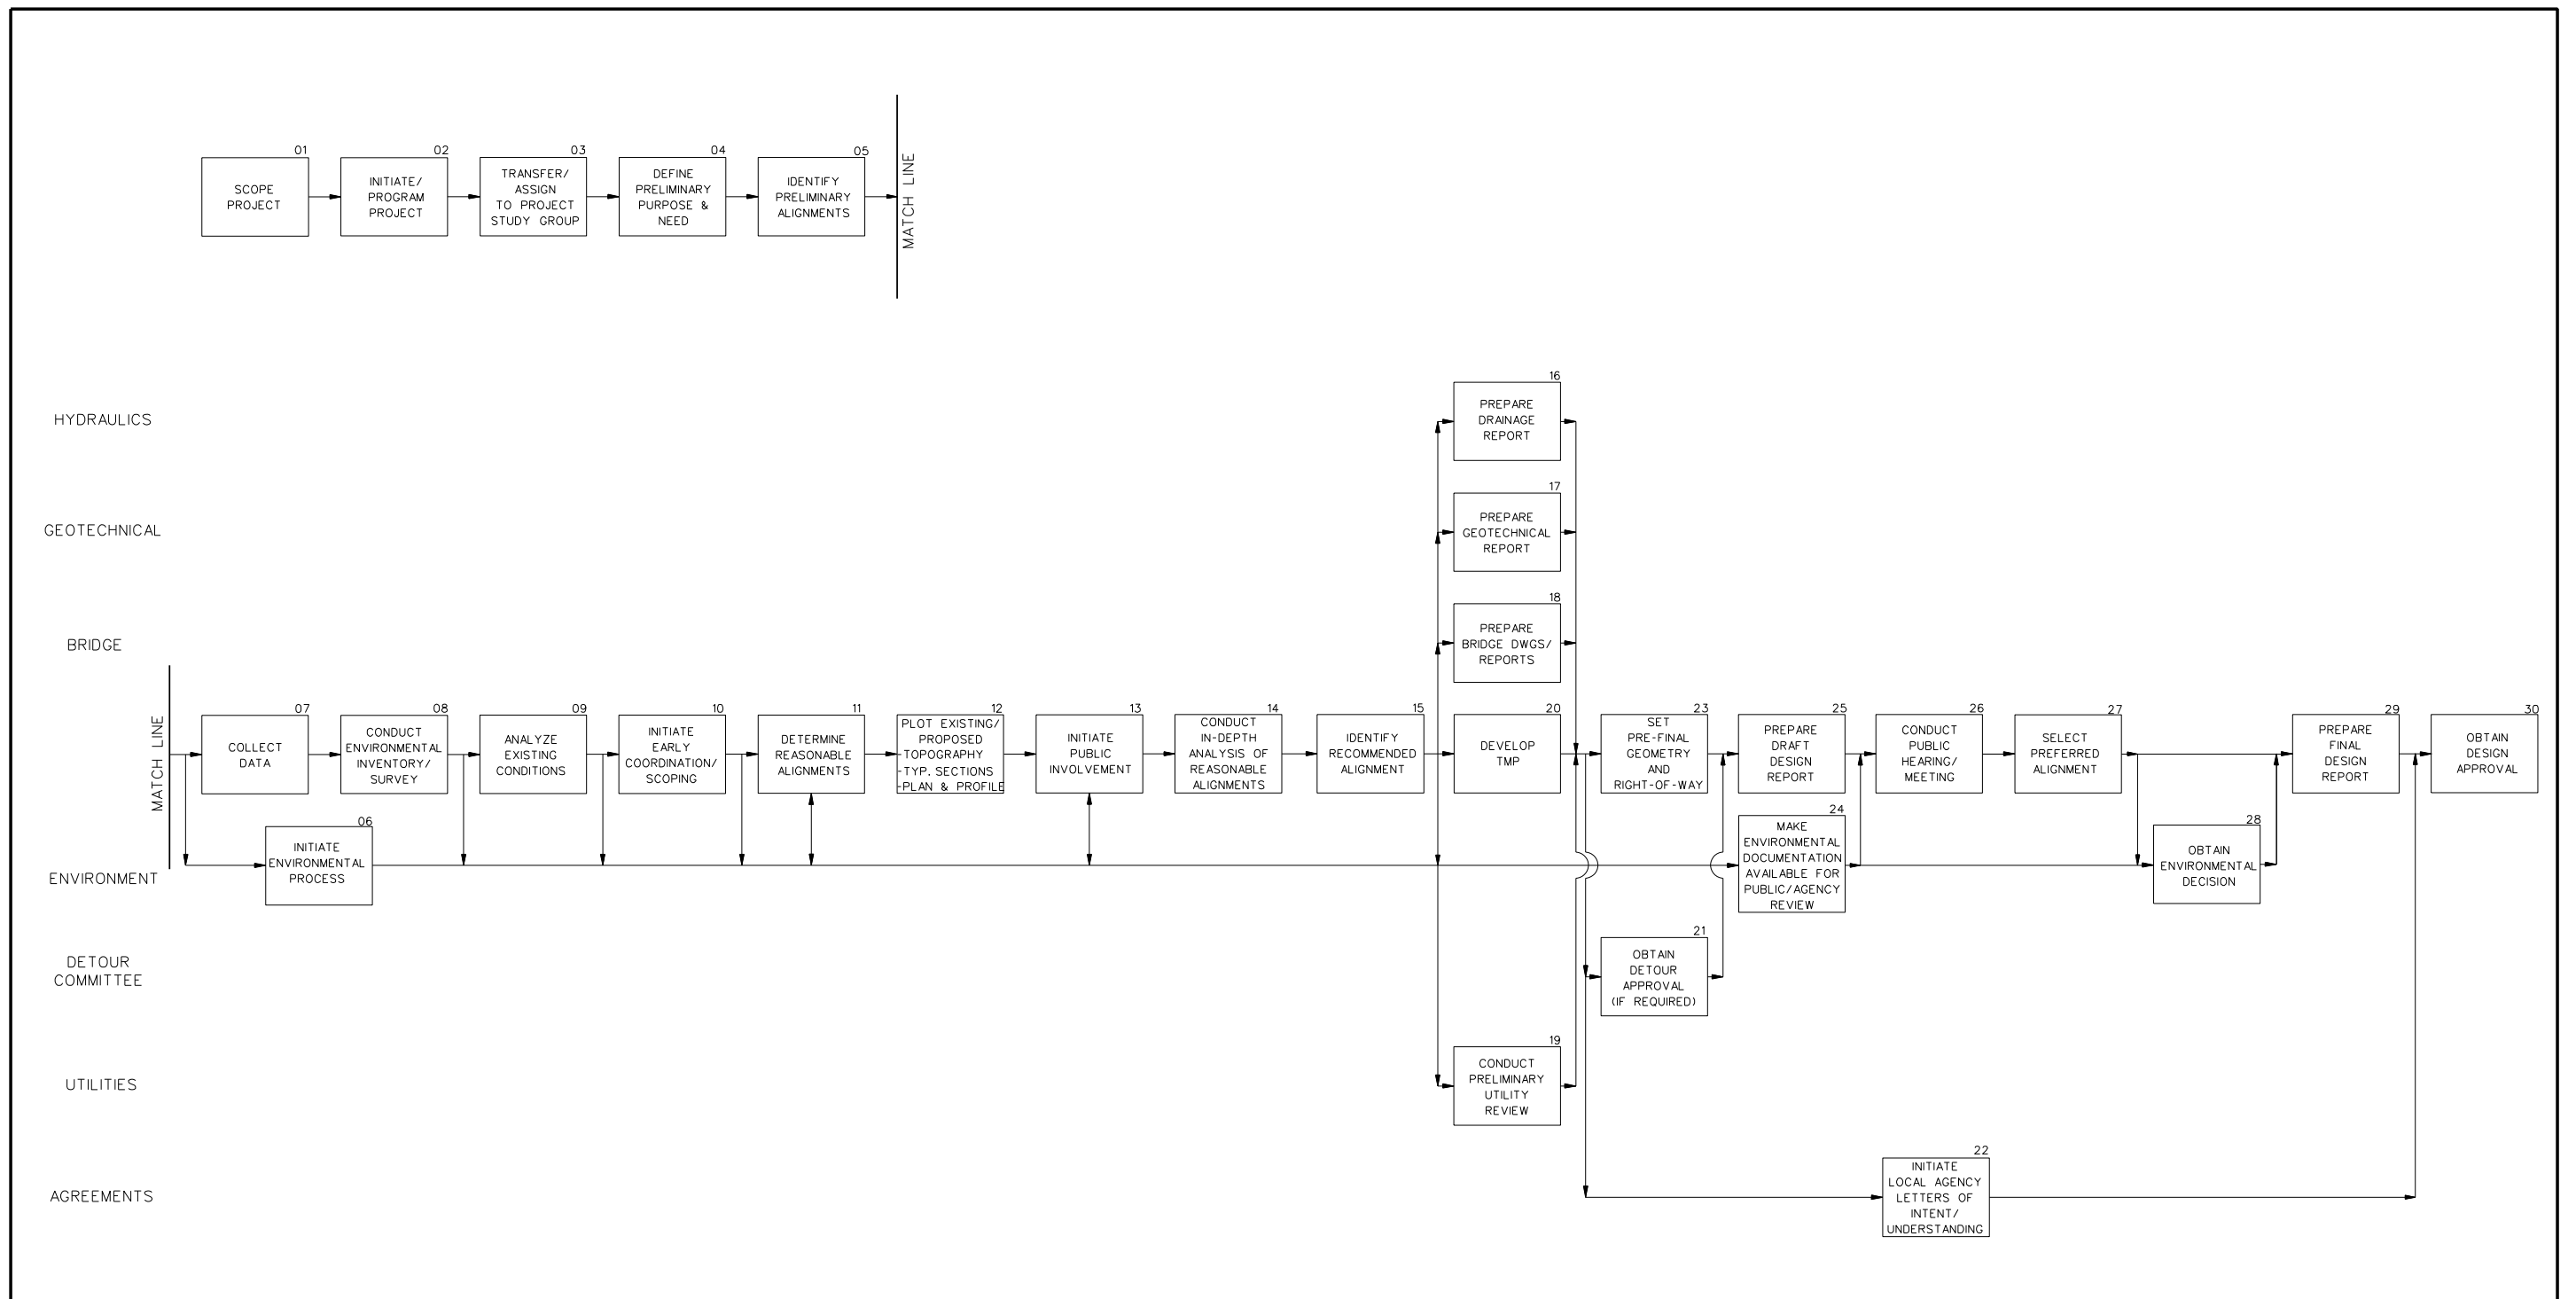 01
SCOPE
PROJECT
02
INITIATE/
PROGRAM
PROJECT
03
TRANSFER/
ASSIGN
TO PROJECT
STUDY GROUP
04
DEFINE
PRELIMINARY
PURPOSE &
NEED
05
IDENTIFY
PRELIMINARY
ALIGNMENTS
MATCH LINE
HYDRAULICS
16
PREPARE
DRAINAGE
REPORT
GEOTECHNICAL
17
PREPARE
GEOTECHNICAL
REPORT
BRIDGE
18
PREPARE
BRIDGE DWGS/
REPORTS
MATCH LINE
07
COLLECT
DATA
08
CONDUCT
ENVIRONMENTAL
INVENTORY/
SURVEY
09
ANALYZE
EXISTING
CONDITIONS
10
INITIATE
EARLY
COORDINATION/
SCOPING
11
DETERMINE
REASONABLE
ALIGNMENTS
12
PLOT EXISTING/
PROPOSED
-TOPOGRAPHY
-TYP. SECTIONS
-PLAN & PROFILE
13
INITIATE
PUBLIC
INVOLVEMENT
14
CONDUCT
IN-DEPTH
ANALYSIS OF
REASONABLE
ALIGNMENTS
15
IDENTIFY
RECOMMENDED
ALIGNMENT
20
DEVELOP
TMP
23
SET
PRE-FINAL
GEOMETRY
AND
RIGHT-OF-WAY
25
PREPARE
DRAFT
DESIGN
REPORT
26
CONDUCT
PUBLIC
HEARING/
MEETING
27
SELECT
PREFERRED
ALIGNMENT
29
PREPARE
FINAL
DESIGN
REPORT
30
OBTAIN
DESIGN
APPROVAL
ENVIRONMENT
06
INITIATE
ENVIRONMENTAL
PROCESS
24
MAKE
ENVIRONMENTAL
DOCUMENTATION
AVAILABLE FOR
PUBLIC/AGENCY
REVIEW
28
OBTAIN
ENVIRONMENTAL
DECISION
DETOUR
COMMITTEE
21
OBTAIN
DETOUR
APPROVAL
(IF REQUIRED)
UTILITIES
19
CONDUCT
PRELIMINARY
UTILITY
REVIEW
AGREEMENTS
22
INITIATE
LOCAL AGENCY
LETTERS OF
INTENT/
UNDERSTANDING